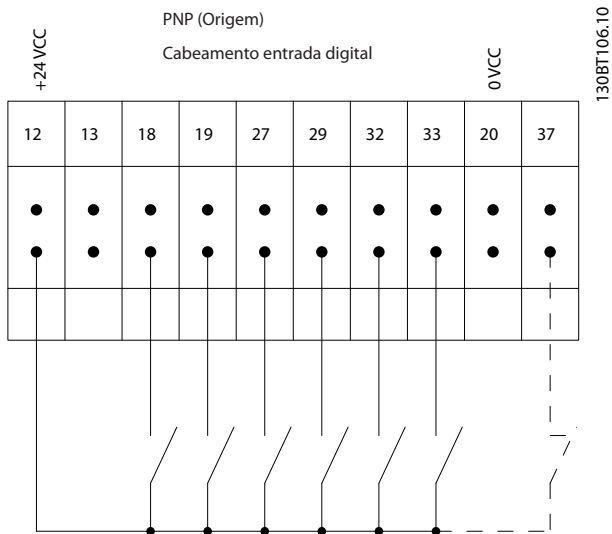 PNP (Origem)
Cabeamento entrada digital
+24 VCC
0 VCC
130BT106.10
12 13 18 19 27 29 32 33 20 37